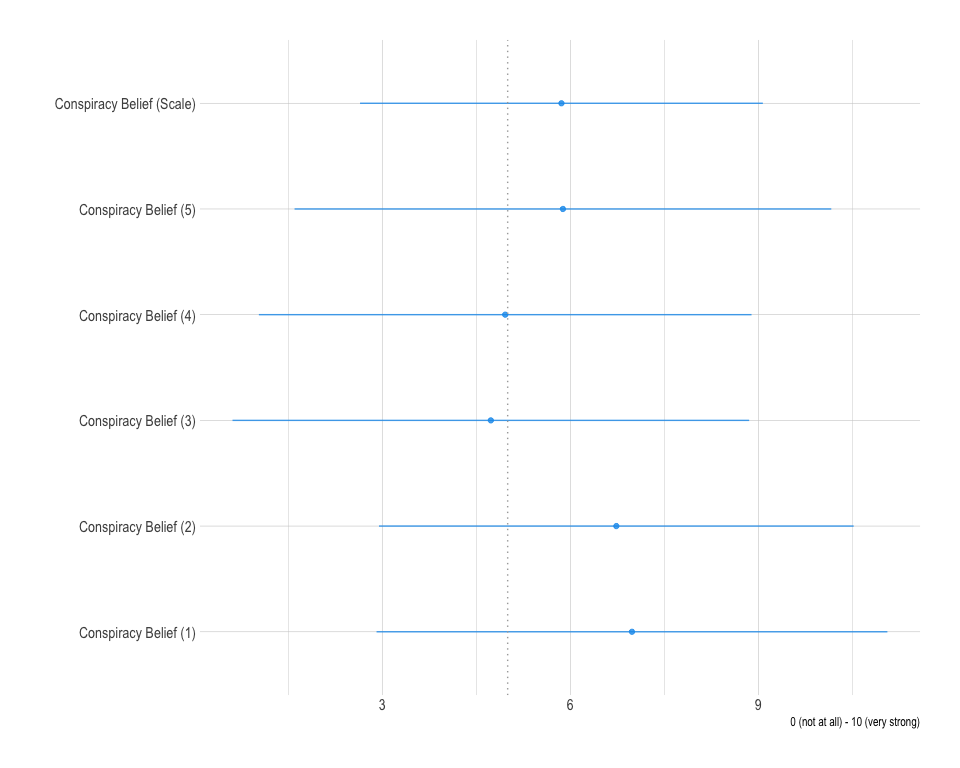 Conspiracy Belief (Scale)
Conspiracy Belief (5)
Conspiracy Belief (4)
Conspiracy Belief (3)
Conspiracy Belief (2)
Conspiracy Belief (1)
3 6 9
0 (not at all) - 10 (very strong)